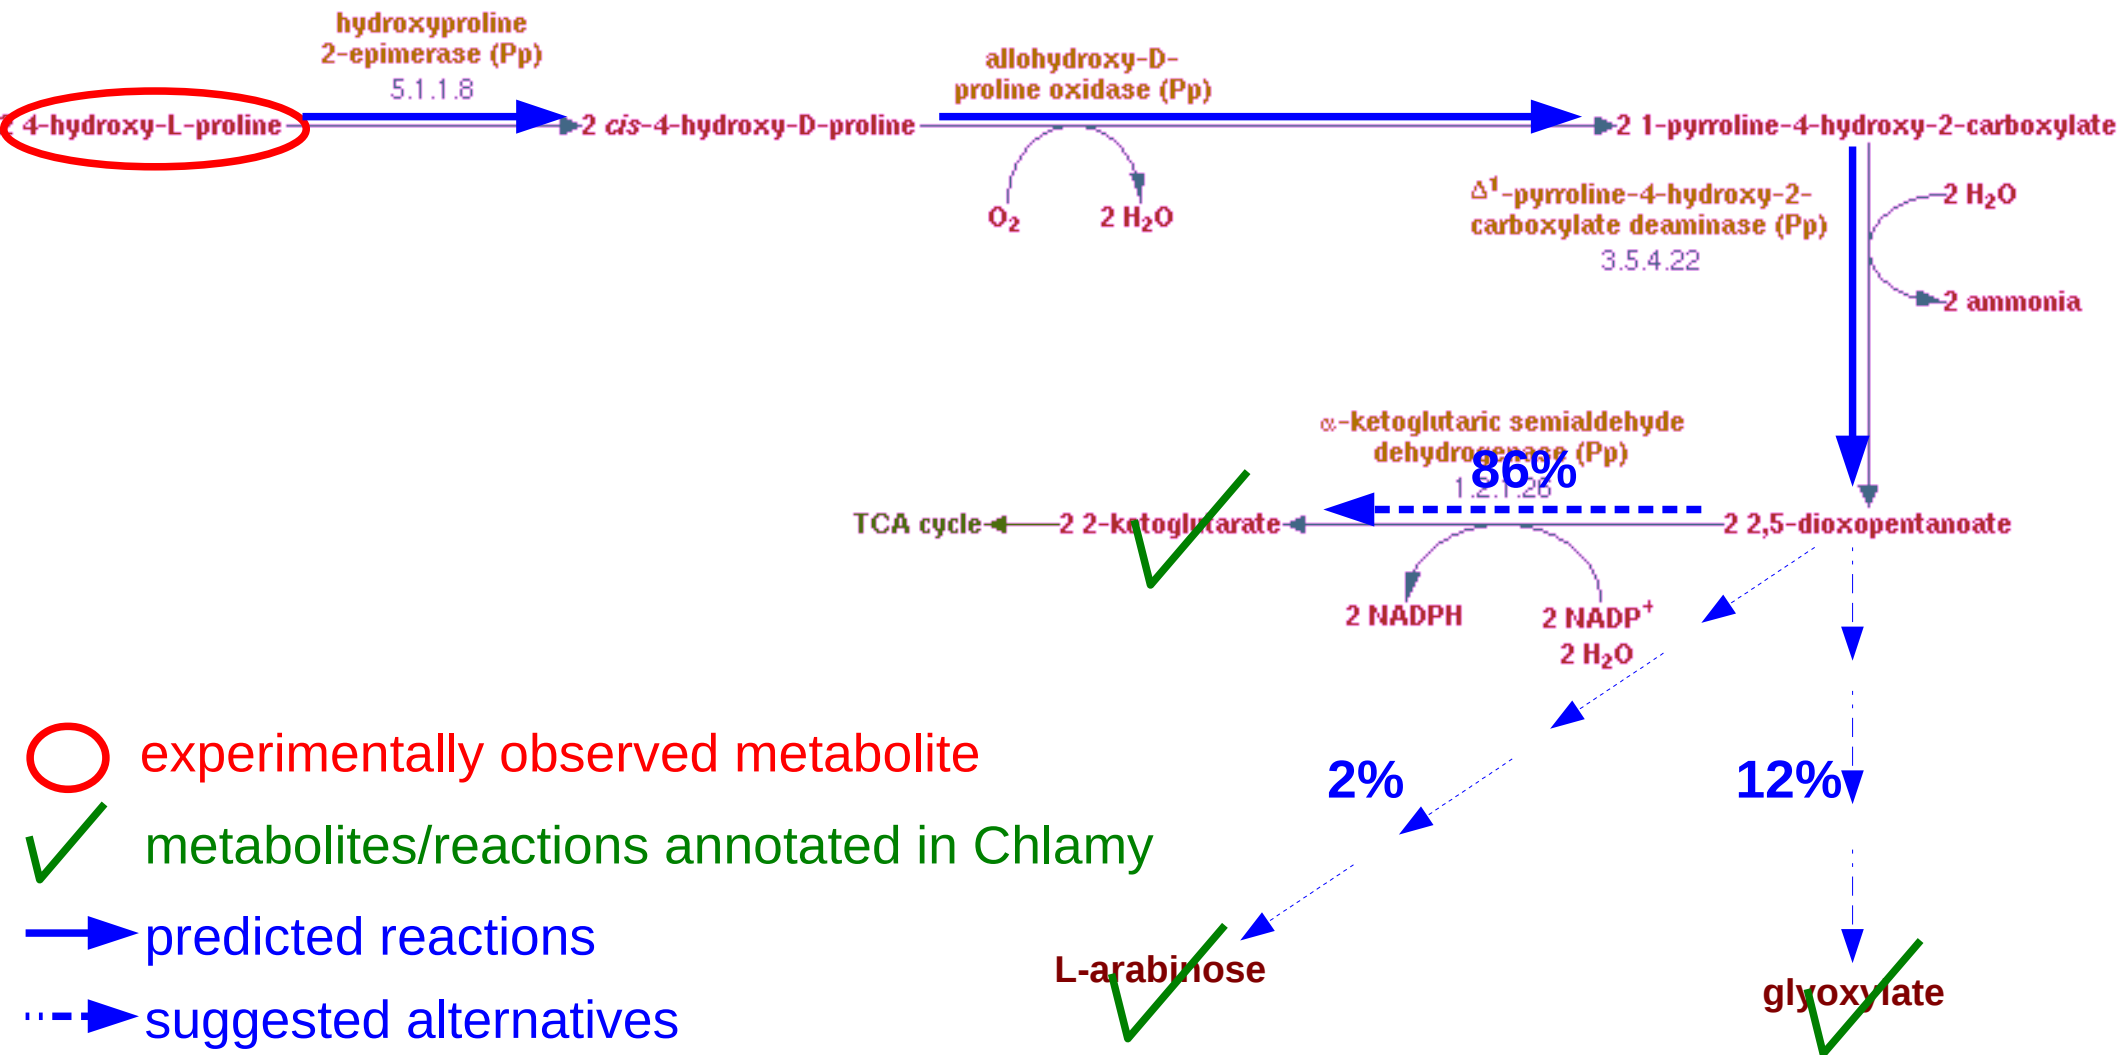 hydroxyproline
2-epimerase (Pp)
5.1.1.8
allohydroxy-D-
proline oxidase (Pp)
4-hydroxy-L-proline
2 cis-4-hydroxy-D-proline
2 1-pyrroline-4-hydroxy-2-carboxylate
O₂
2 H₂O
Δ¹-pyrroline-4-hydroxy-2-
carboxylate deaminase (Pp)
3.5.4.22
2 H₂O
2 ammonia
α-ketoglutaric semialdehyde
dehydrogenase (Pp)
86%
1.2.1.26
TCA cycle
2 2-ketoglutarate
2 2,5-dioxopentanoate
2 NADPH
2 NADP⁺
2 H₂O
experimentally observed metabolite
2%
12%
metabolites/reactions annotated in Chlamy
predicted reactions
L-arabinose
glyoxylate
suggested alternatives